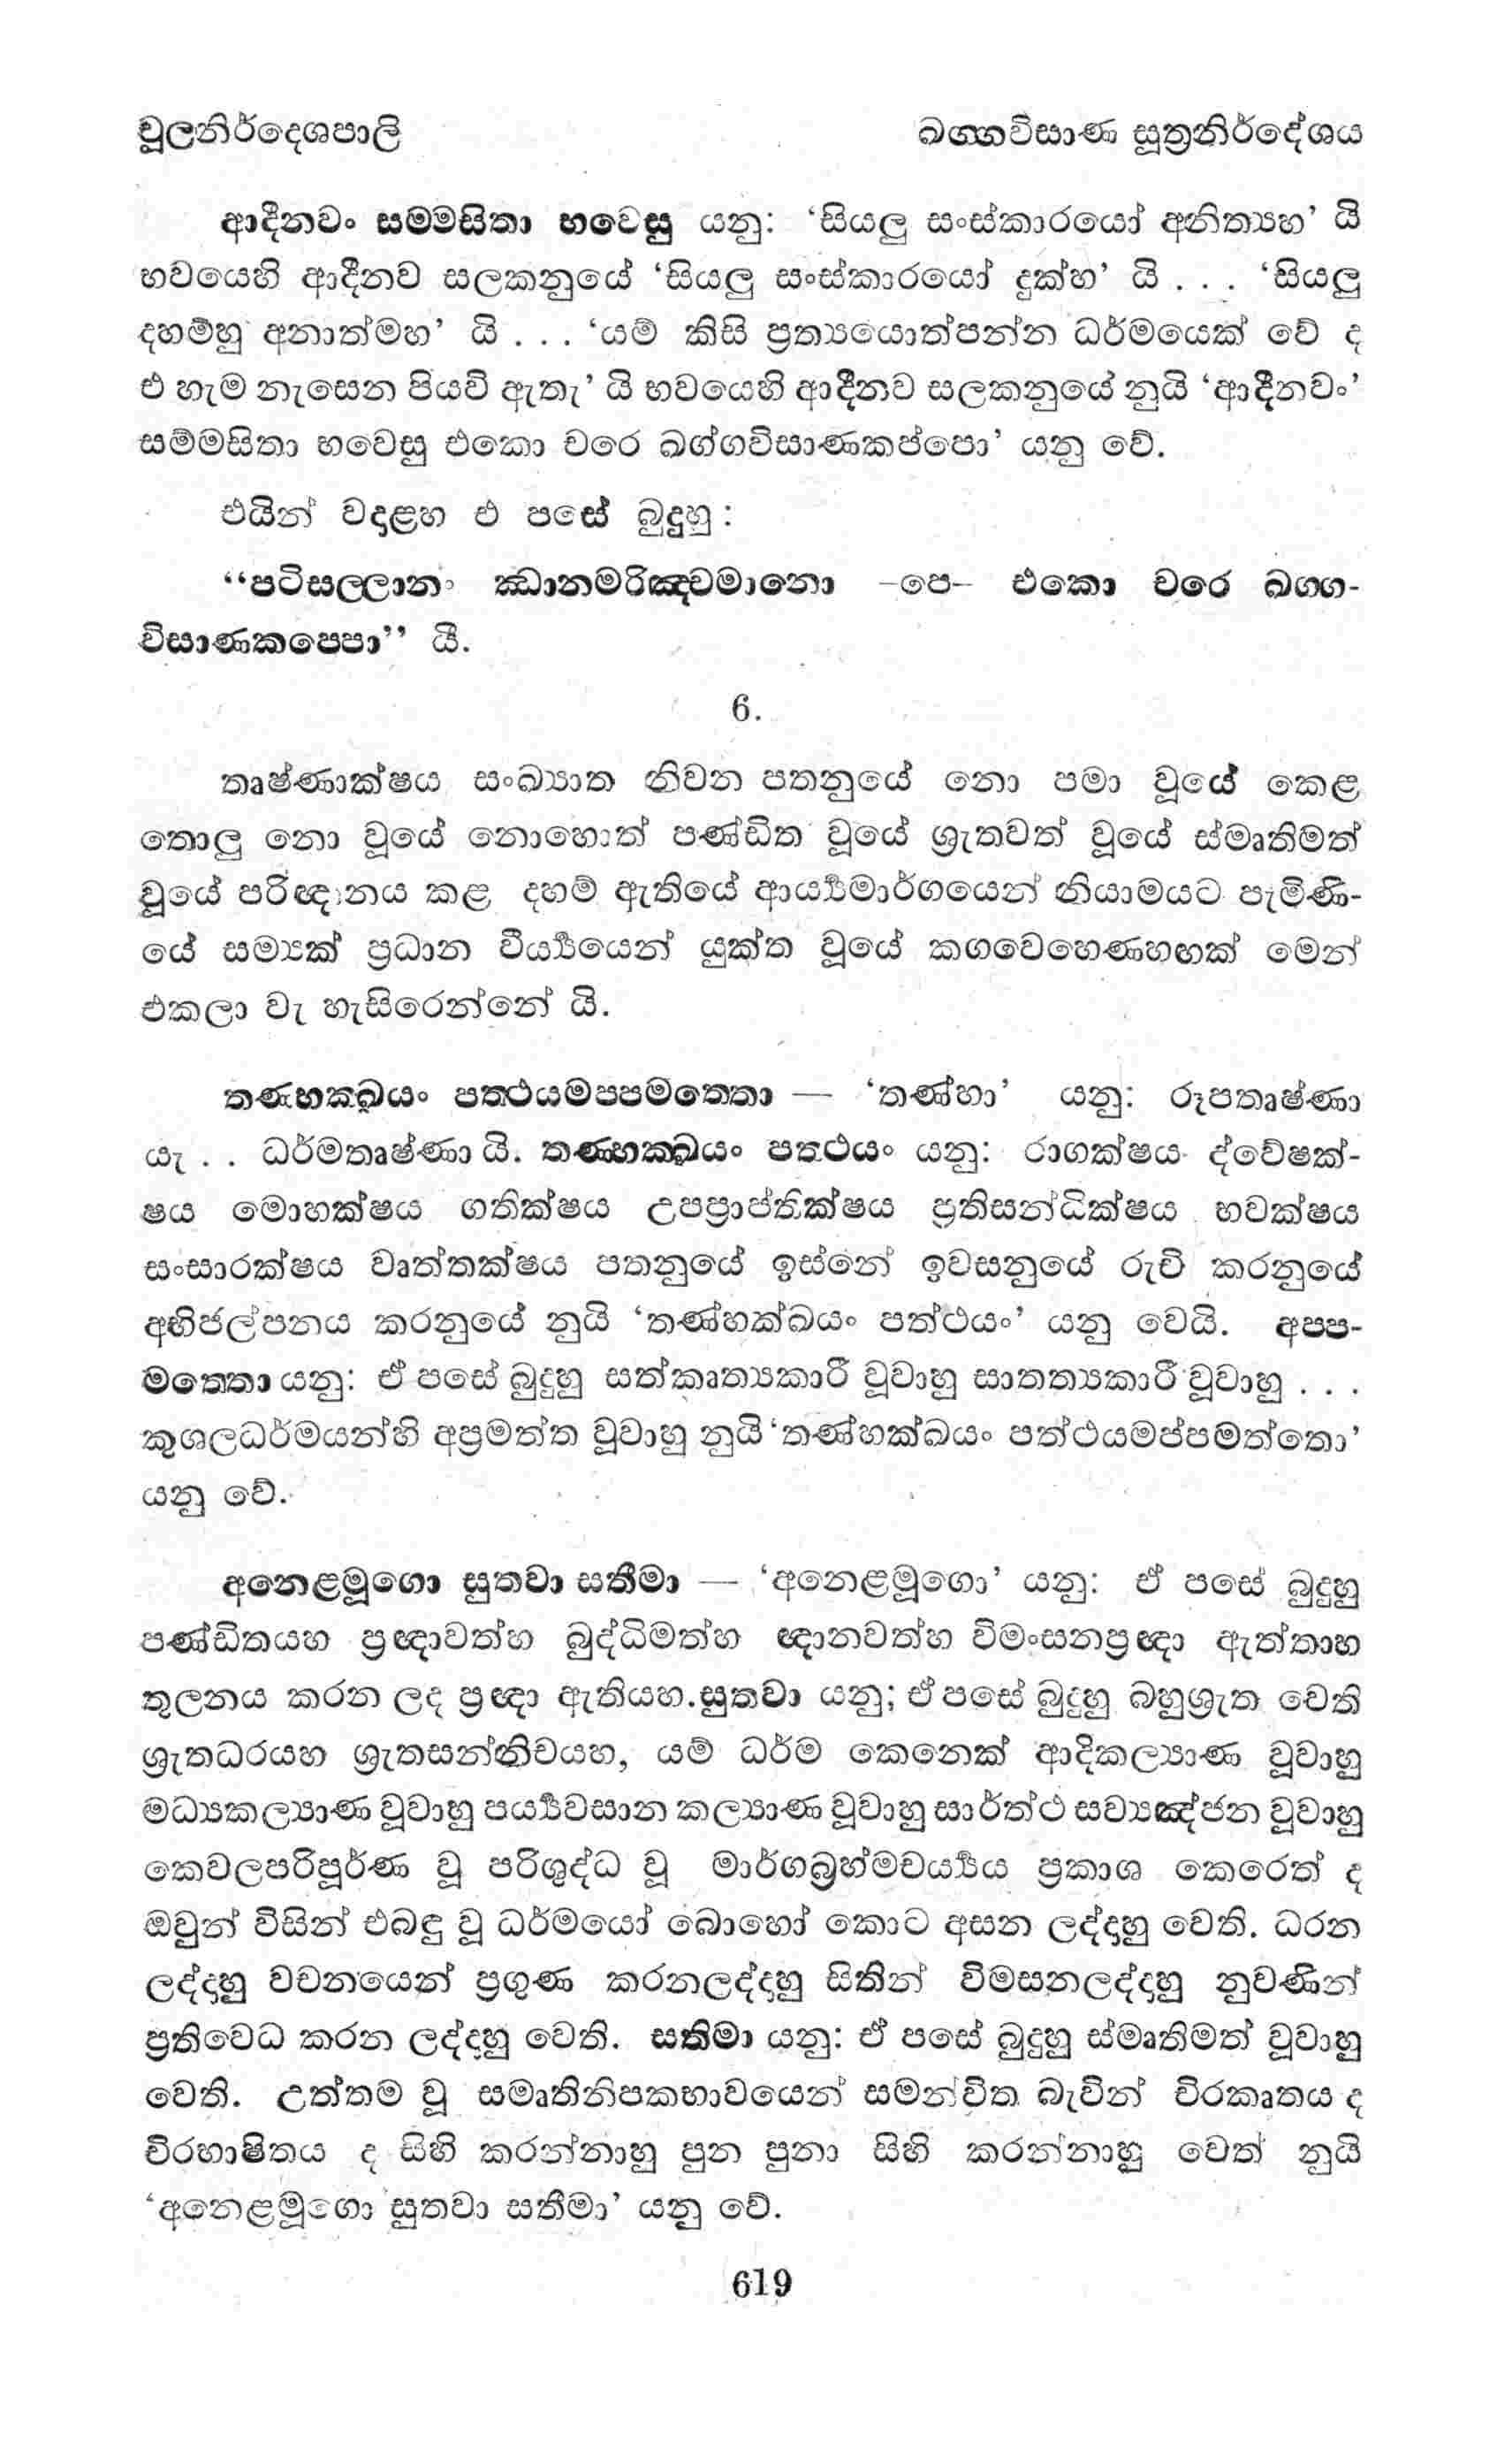 චූලනිර්දෙශපාලි ඛග්ගවිසාණ සූත්‍රනිර්දේශය
ආදීනවං සම්මසිතා භවෙසු යනු: ‘සියලු සංස්කාරයෝ අනිත්‍යහ’ යි
භවයෙහි ආදීනව සලකනුයේ ‘සියලු සංස්කාරයෝ දුක්හ’ යි . . . ‘සියලු
දහම්හු අනාත්මහ’ යි . . . ‘යම් කිසි ප්‍රත්‍යයොත්පන්න ධර්මයෙක් වේ ද
එ හැම නැසෙන පියවි ඇතැ’ යි භවයෙහි ආදීනව සලකනුයේ නුයි ‘ආදීනවං’
සම්මසිතා භවෙසු එකො චරෙ ඛග්ගවිසාණකප්පො’ යනු වේ.
එයින් වදාළහ එ පසේ බුදුහු :
‘‘පටිසල්ලානං ඣානමරිඤ්චමානො –පෙ– එකො චරෙ ඛග්ග-
විසාණකප්පො’’ යී.
6.
තෘෂ්ණාක්ෂය සංඛ්‍යාත නිවන පතනුයේ නො පමා වූයේ කෙළ
තොලු නො වූයේ නොහොත් පණ්ඩිත වූයේ ශ්‍රුතවත් වූයේ ස්මෘතිමත්
වූයේ පරිඥානය කළ දහම් ඇතියේ ආර්‍ය්‍යමාර්ගයෙන් නියාමයට පැමිණි-
යේ සම්‍යක් ප්‍රධාන වීර්‍ය්‍යයෙන් යුක්ත වූයේ කගවෙහෙණහඟක් මෙන්
එකලා වැ හැසිරෙන්නේ යි.
තණ්හක්ඛයං පත්ථයමප්පමත්තො — ‘තණ්හා’ යනු: රූපතෘෂ්ණා
යැ . . ධර්මතෘෂ්ණා යි. තණ්හක්ඛයං පත්ථයං යනු: රාගක්ෂය ද්වේෂක්-
ෂය මොහක්ෂය ගතික්ෂය උපප්‍රාප්තික්ෂය ප්‍රතිසන්ධික්ෂය භවක්ෂය
සංසාරක්ෂය වෘත්තක්ෂය පතනුයේ ඉස්නේ ඉවසනුයේ රුචි කරනුයේ
අභිජල්පනය කරනුයේ නුයි ‘තණ්හක්ඛයං පත්ථයං’ යනු වෙයි. අප්ප-
මත්තො යනු: ඒ පසේ බුදුහු සත්කෘත්‍යකාරී වූවාහු සාතත්‍යකාරී වූවාහු . . .
කුශලධර්මයන්හි අප්‍රමත්ත වූවාහු නුයි ‘තණ්හක්ඛයං පත්ථයමප්පමත්තො’
යනු වේ.
අනෙළමූගො සුතවා සතීමා — ‘අනෙළමූගො’ යනු: ඒ පසේ බුදුහු
පණ්ඩිතයහ ප්‍රඥාවත්හ බුද්ධිමත්හ ඥානවත්හ විමංසනප්‍රඥා ඇත්තාහ
තුලනය කරන ලද ප්‍රඥා ඇතියහ.සුතවා යනු; ඒ පසේ බුදුහු බහුශ්‍රුත වෙති
ශ්‍රුතධරයහ ශ්‍රුතසන්නිචයහ, යම් ධර්ම කෙනෙක් ආදිකල්‍යාණ වූවාහු
මධ්‍යකල්‍යාණ වූවාහු පර්‍ය්‍යවසාන කල්‍යාණ වූවාහු සාර්ත්ථ සව්‍යඤ්ජන වූවාහු
කෙවලපරිපූර්ණ වූ පරිශුද්ධ වූ මාර්ගබ්‍රහ්මචර්‍ය්‍යය ප්‍රකාශ කෙරෙත් ද
ඔවුන් විසින් එබඳු වූ ධර්මයෝ බොහෝ කොට අසන ලද්දහු වෙති. ධරන
ලද්දහු වචනයෙන් ප්‍රගුණ කරනලද්දහු සිතින් විමසනලද්දහු නුවණින්
ප්‍රතිවෙධ කරන ලද්දහු වෙති. සතිමා යනු: ඒ පසේ බුදුහු ස්මෘතිමත් වූවාහු
වෙති. උත්තම වූ සමෘතිනිපකභාවයෙන් සමන්විත බැවින් චිරකෘතය ද
චිරභාෂිතය ද සිහි කරන්නාහු පුන පුනා සිහි කරන්නාහු වෙත් නුයි
‘අනෙළමූගො සුතවා සතීමා’ යනු වේ.
619